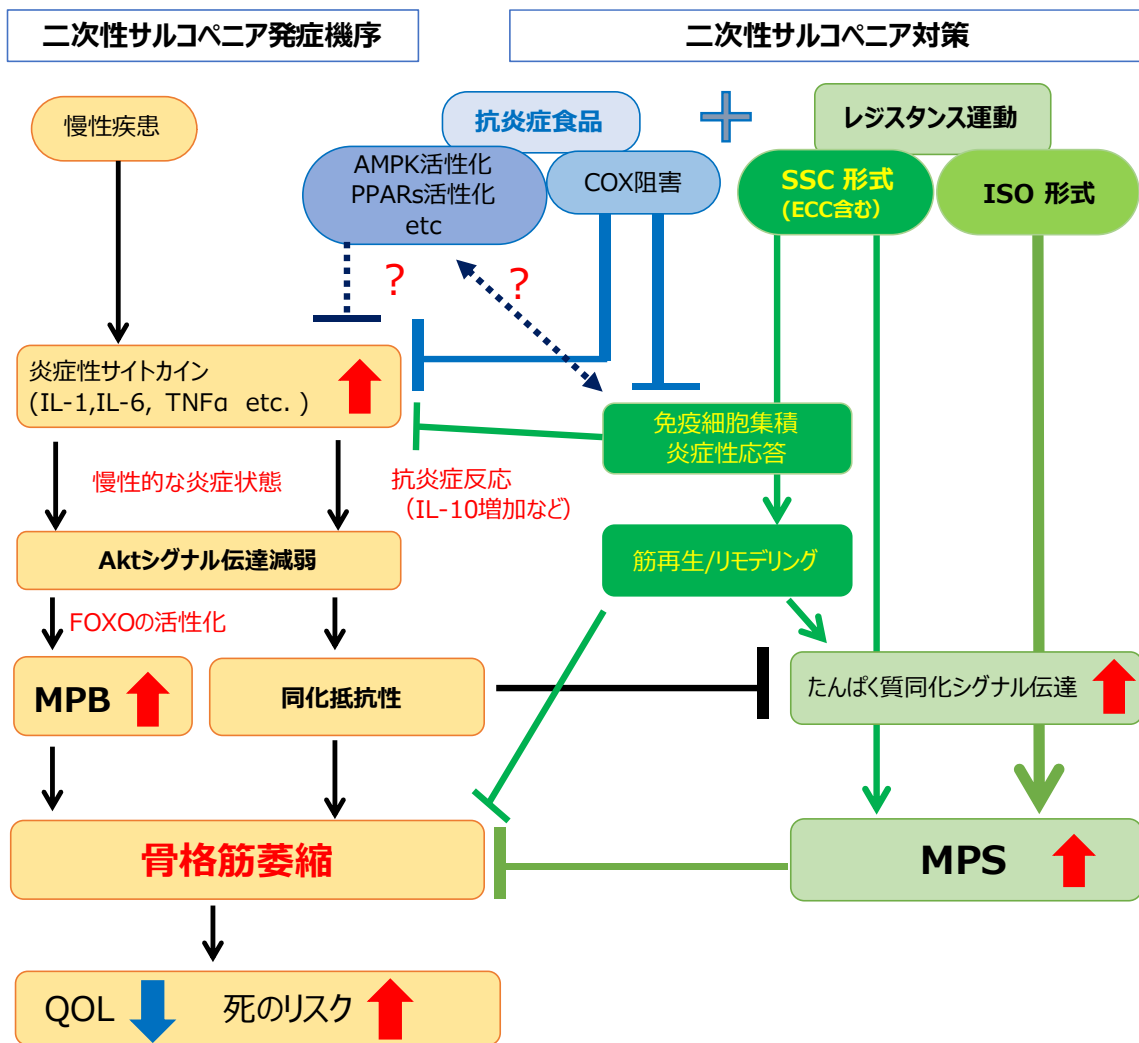 二次性サルコペニア発症機序
二次性サルコペニア対策
慢性疾患
抗炎症食品
レジスタンス運動
AMPK活性化
PPARs活性化
etc
COX阻害
SSC 形式
(ECC含む)
ISO 形式
?
?
炎症性サイトカイン
(IL-1,IL-6, TNFα etc. )
免疫細胞集積
炎症性応答
慢性的な炎症状態
抗炎症反応
(IL-10増加など)
Aktシグナル伝達減弱
筋再生/リモデリング
FOXOの活性化
MPB
同化抵抗性
たんぱく質同化シグナル伝達
骨格筋萎縮
MPS
QOL
死のリスク